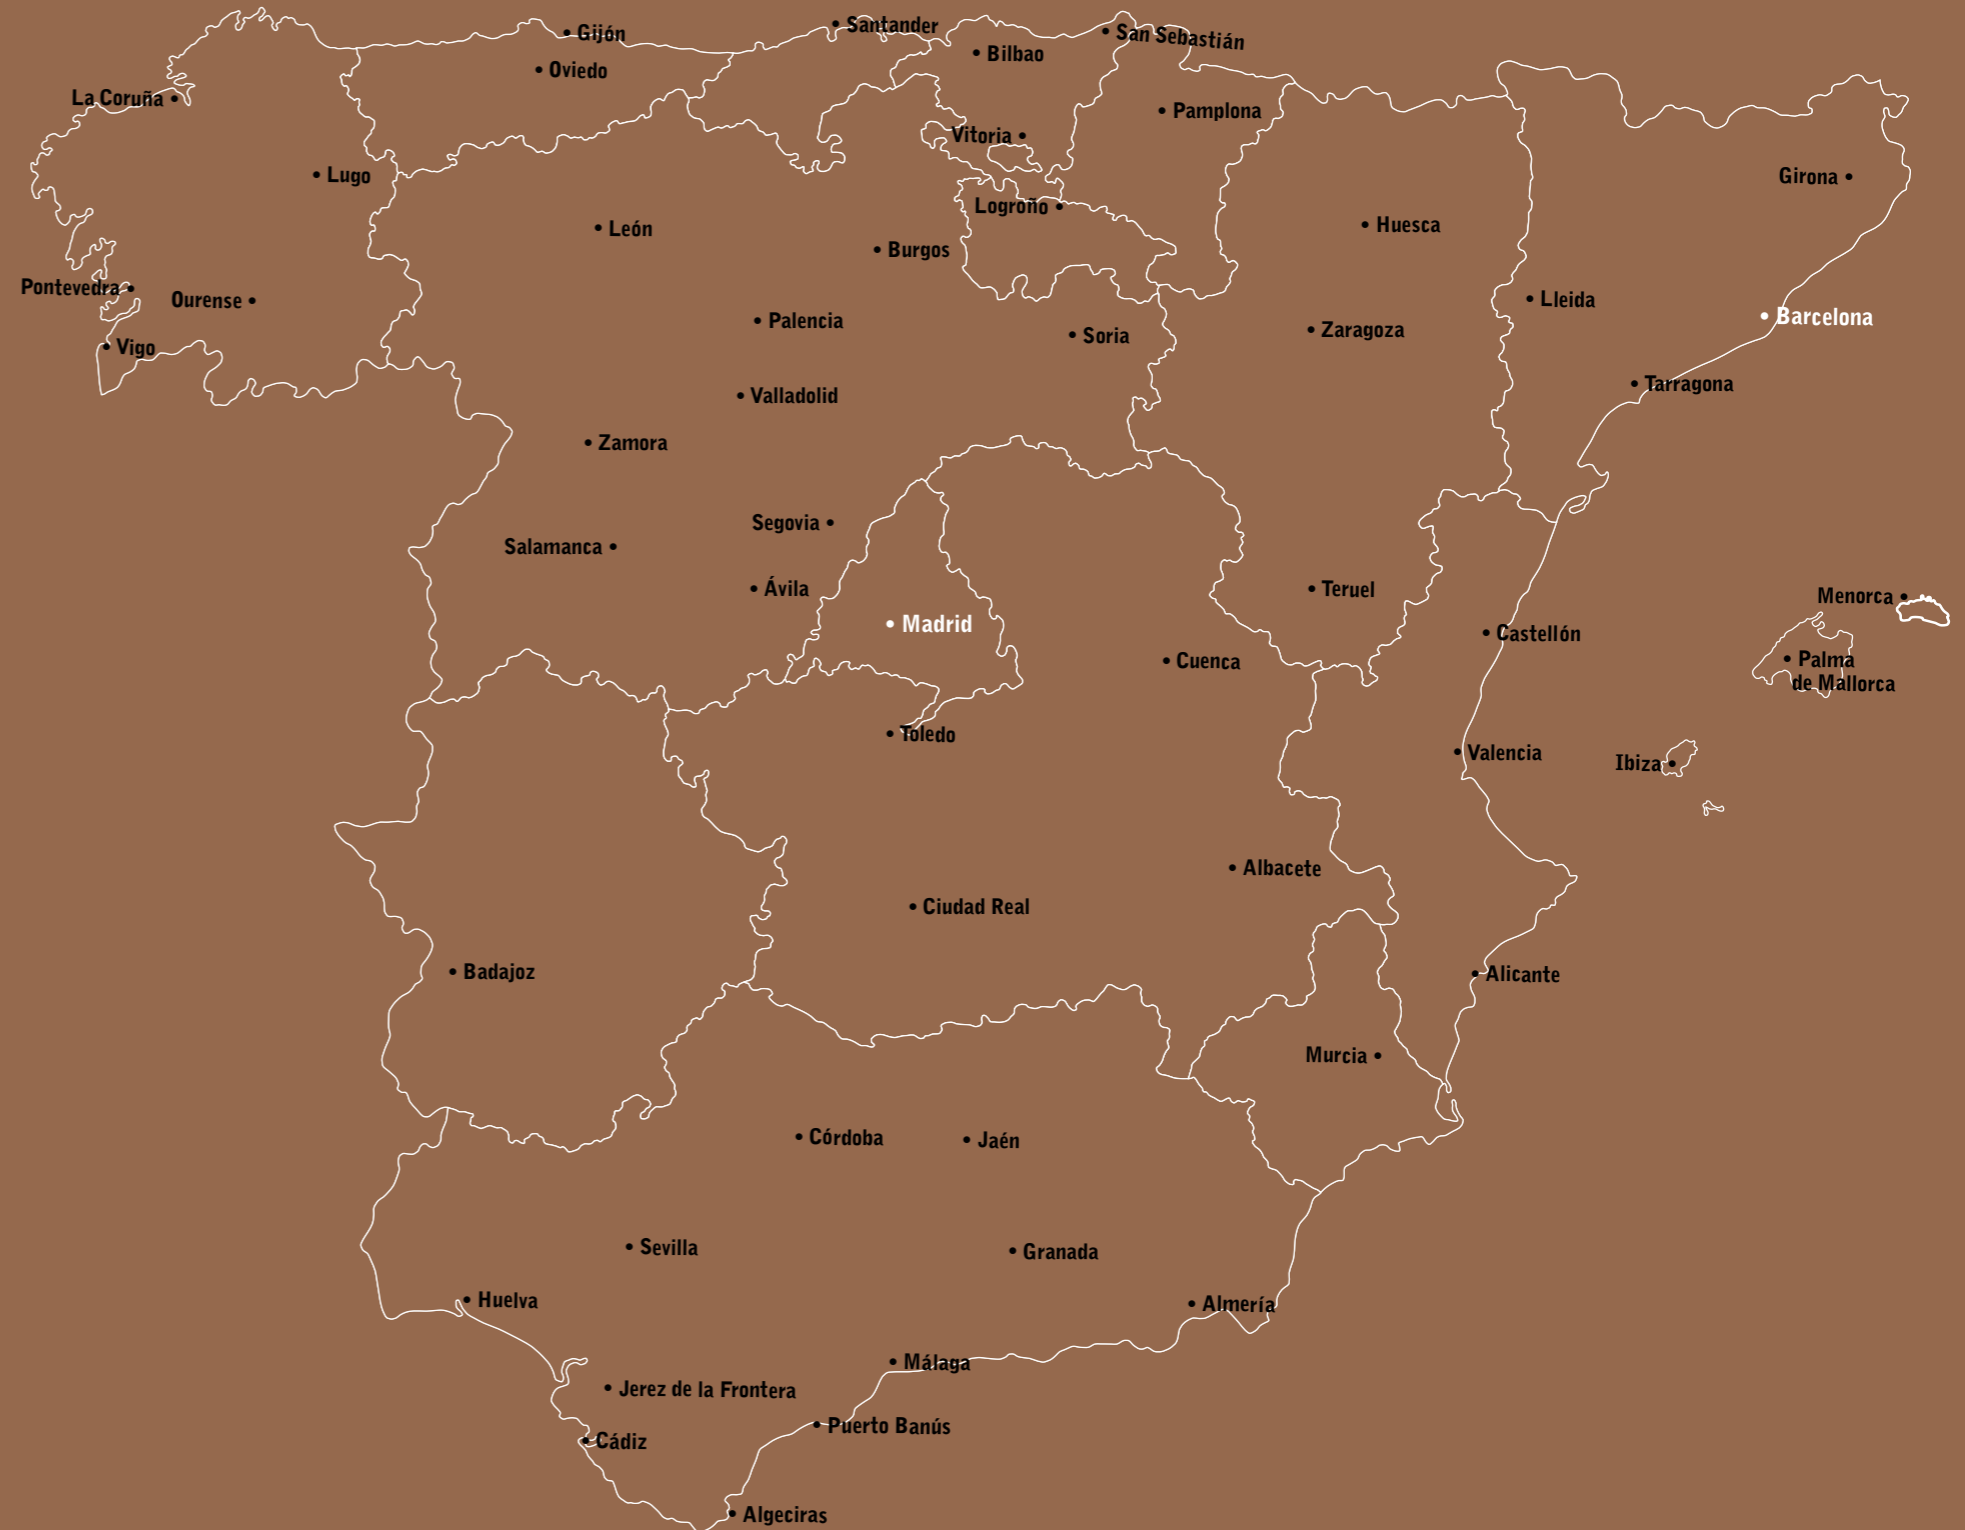 Santander
Gijón
San Sebastián
Bilbao
Oviedo
La Coruña
Pamplona
Vitoria
Lugo
Girona
Logroño
León
Huesca
Burgos
Pontevedra
Ourense
Lleida
Barcelona
Palencia
Zaragoza
Soria
Vigo
Tarragona
Valladolid
Zamora
Segovia
Salamanca
Ávila
Teruel
Menorca
Madrid
Castellón
Cuenca
Palma
de Mallorca
Toledo
Valencia
Ibiza
Albacete
Ciudad Real
Badajoz
Alicante
Murcia
Córdoba
Jaén
Sevilla
Granada
Huelva
Almería
Málaga
Jerez de la Frontera
Puerto Banús
Cádiz
Algeciras